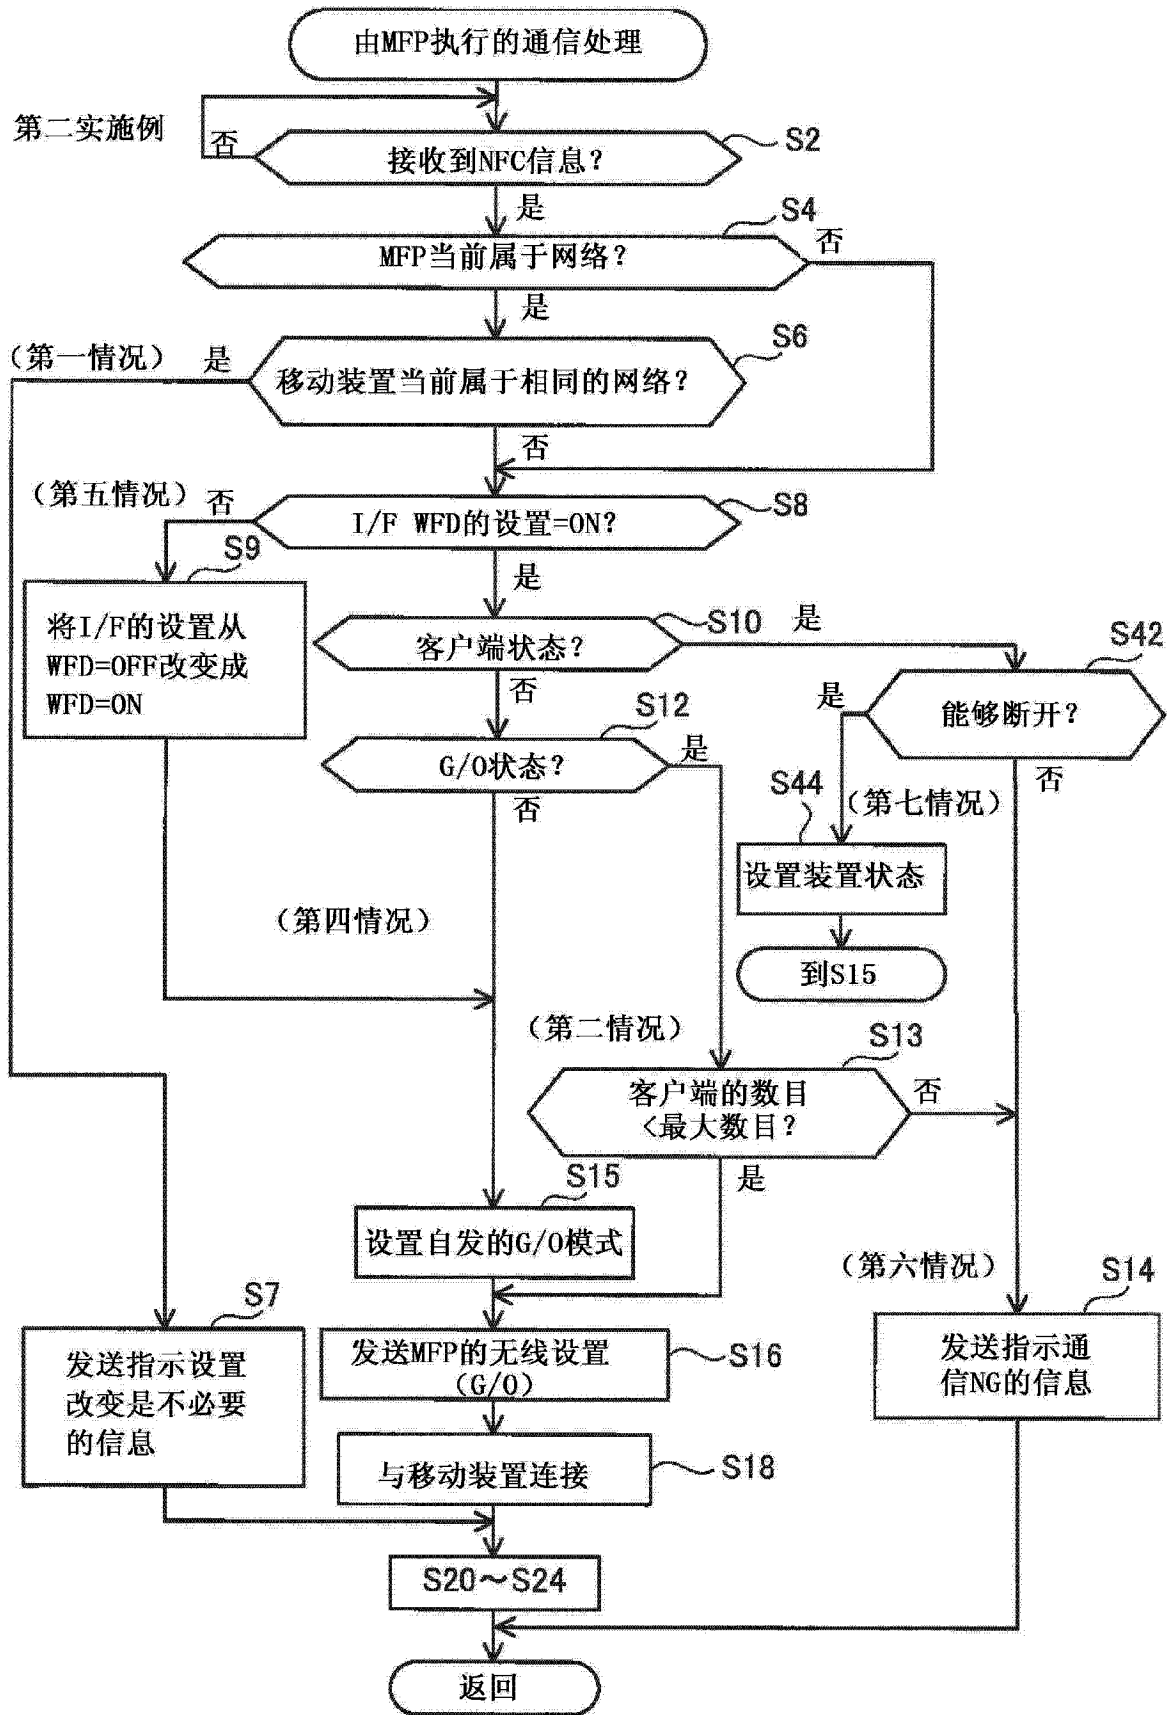 由MFP执行的通信处理
第二实施例
否
接收到NFC信息？
S2
是
S4
MFP当前属于网络？
否
是
（第一情况）
是
移动装置当前属于相同的网络？
S6
否
（第五情况）
否
I/F WFD的设置=ON？
S8
S9
是
将I/F的设置从
WFD=OFF改变成
WFD=ON
客户端状态？
S10
是
S42
能够断开？
否
S12
是
G/O状态？
是
否
S44
（第七情况）
否
设置装置状态
（第四情况）
到S15
（第二情况）
S13
客户端的数目
<最大数目？
否
是
S15
设置自发的G/O模式
（第六情况）
S14
S7
发送指示设置
改变是不必要
的信息
发送MFP的无线设置
（G/O）
S16
发送指示通
信NG的信息
与移动装置连接
S18
S20～S24
返回